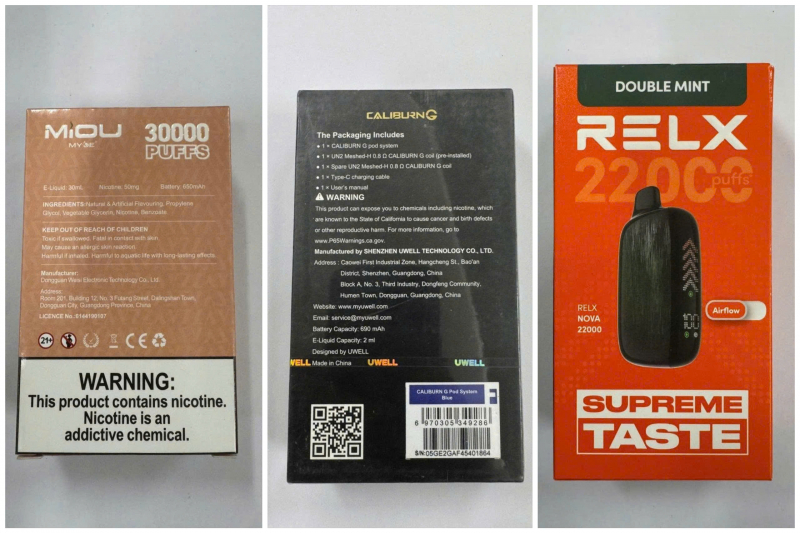 MiOU
MY
30000
PUFFS
E-Liquid: 30mL Nicotine: 50mg Battery: 650mAh
INGREDIENTS: Natural & Artificial Flavouring, Propylene
Glycol, Vegetable Glycerin, Nicotine, Benzoate.
KEEP OUT OF REACH OF CHILDREN
Toxic if swallowed. Fatal in contact with skin.
May cause an allergic skin reaction.
Harmful if inhaled. Harmful to aquatic life with long-lasting effects.
Manufacturer:
Dongguan Weisi Electronic Technology Co., Ltd.
Address:
Room 201, Building 12, No. 3 Futang Street, Dalingshan Town,
Dongguan City, Guangdong Province, China
LICENCE No.:9144190197
21+
CE
WARNING:
This product contains nicotine.
Nicotine is an
addictive chemical.
CALIBURN G
The Packaging Includes
● 1 × CALIBURN G pod system
● 1 × UN2 Meshed-H 0.8 Ω CALIBURN G coil (pre-installed)
● 1 × Spare UN2 Meshed-H 0.8 Ω CALIBURN G coil
● 1 × Type-C charging cable
● 1 × User's manual
WARNING
This product can expose you to chemicals including nicotine, which
are known to the State of California to cause cancer and birth defects
or other reproductive harm. For more information, go to
www.P65Warnings.ca.gov.
Manufactured by SHENZHEN UWELL TECHNOLOGY CO., LTD.
Address : Caowei First Industrial Zone, Hangcheng St., Bao'an
District, Shenzhen, Guangdong, China
Block A, No. 3, Third Industry, Dongfeng Community,
Humen Town, Dongguan, Guangdong, China
Website: www.myuwell.com
Email: service@myuwell.com
Battery Capacity: 690 mAh
E-Liquid Capacity: 2 ml
Designed by UWELL
WELL Made in China UWELL UWELL
CALIBURN G Pod System
Blue
6 970305 349286
S/N:05GE2GAF45401864
DOUBLE MINT
RELX
22000
puffs
RELX
NOVA
22000
100
Airflow
SUPREME
TASTE